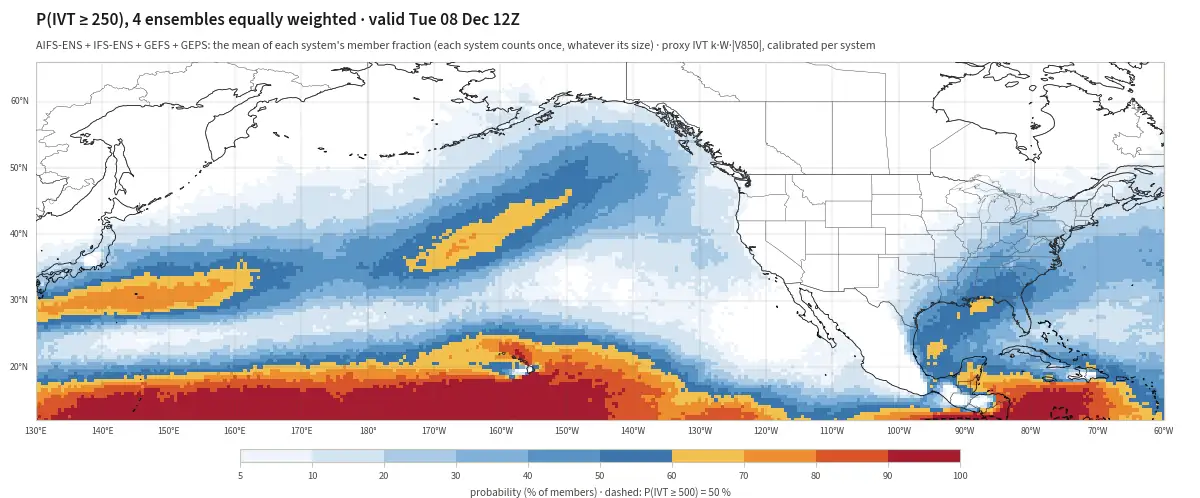 P(IVT ≥ 250), 4 ensembles equally weighted · valid Tue 08 Dec 12Z
AIFS-ENS + IFS-ENS + GEFS + GEPS: the mean of each system's member fraction (each system counts once, whatever its size) · proxy IVT k·W·|V850|, calibrated per system
60°N
50°N
40°N
30°N
20°N
130°E 140°E 150°E 160°E 170°E 180° 170°W 160°W 150°W 140°W 130°W 120°W 110°W 100°W 90°W 80°W 70°W 60°W
5 10 20 30 40 50 60 70 80 90 100
probability (% of members) · dashed: P(IVT ≥ 500) = 50 %